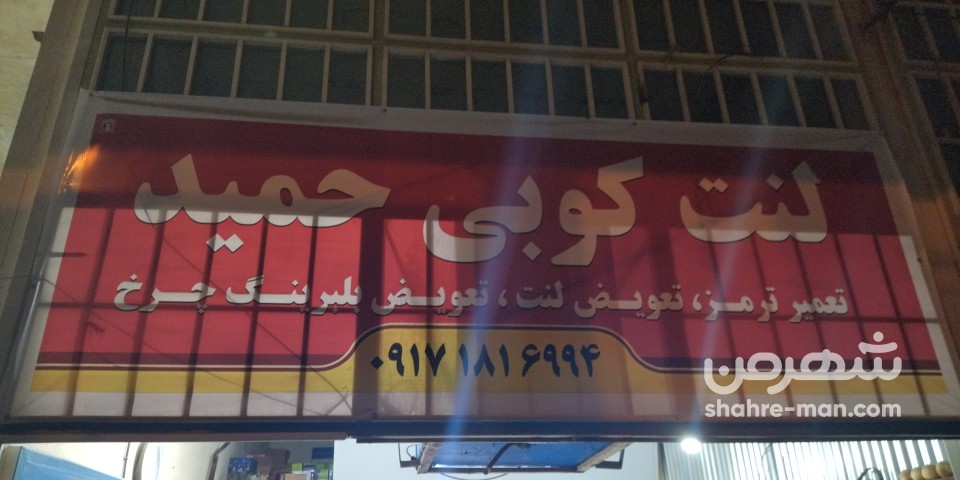 لنت کوبی حمید
تعمیر ترمز، تعویض لنت، تعویض بلبرینگ چرخ
۰۹۱۷ ۱۸۱ ۶۹۹۴
شهرمن
shahre-man.com